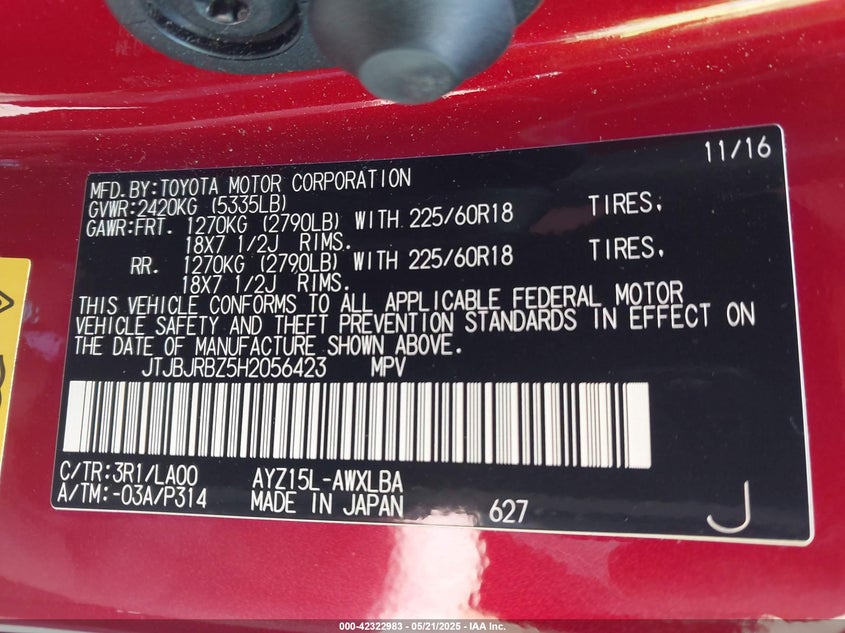 11/16
MFD.BY:TOYOTA MOTOR CORPORATION
GVWR:2420KG (5335LB)
GAWR:FRT. 1270KG (2790LB) WITH 225/60R18 TIRES,
18X7 1/2J RIMS.
RR. 1270KG (2790LB) WITH 225/60R18 TIRES,
18X7 1/2J RIMS.
THIS VEHICLE CONFORMS TO ALL APPLICABLE FEDERAL MOTOR
VEHICLE SAFETY AND THEFT PREVENTION STANDARDS IN EFFECT ON
THE DATE OF MANUFACTURE SHOWN ABOVE.
JTJBJRBZ5H2056423 MPV
C/TR:3R1/LA00 AYZ15L-AWXLBA
A/TM:-03A/P314 MADE IN JAPAN 627 J
000-42322983 - 05/21/2025 - IAA Inc.